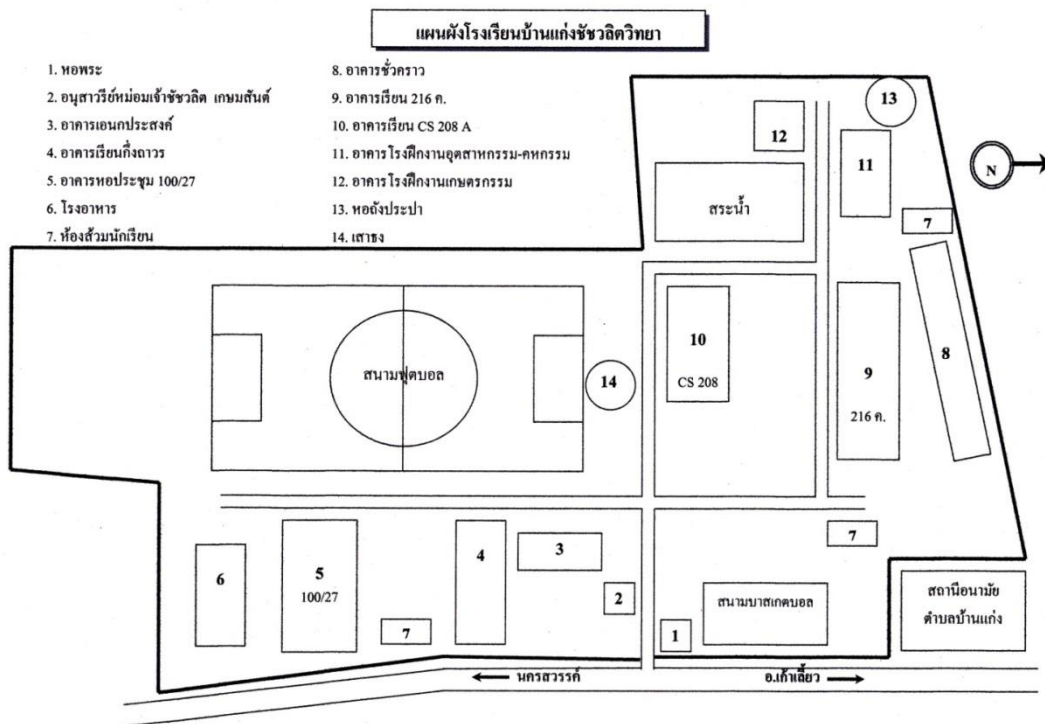 แผนผังโรงเรียนบ้านแก่งชัชวลิตวิทยา
1. หอพระ
2. อนุสาวรีย์หม่อมเจ้าชัชวลิต เกษมสันต์
3. อาคารเอนกประสงค์
4. อาคารเรียนกึ่งถาวร
5. อาคารหอประชุม 100/27
6. โรงอาหาร
7. ห้องส้วมนักเรียน
8. อาคารชั่วคราว
9. อาคารเรียน 216 ค.
10. อาคารเรียน CS 208 A
11. อาคารโรงฝึกงานอุตสาหกรรม-คหกรรม
12. อาคารโรงฝึกงานเกษตรกรรม
13. หอถังประปา
14. เสาธง
13
12
11
N
สระน้ำ
7
10
CS 208
8
สนามฟุตบอล
14
9
216 ค.
7
3
4
6
5
100/27
2
สนามบาสเกตบอล
สถานีอนามัย
ตำบลบ้านแก่ง
7
1
นครสวรรค์
อ.เก้าเลี้ยว